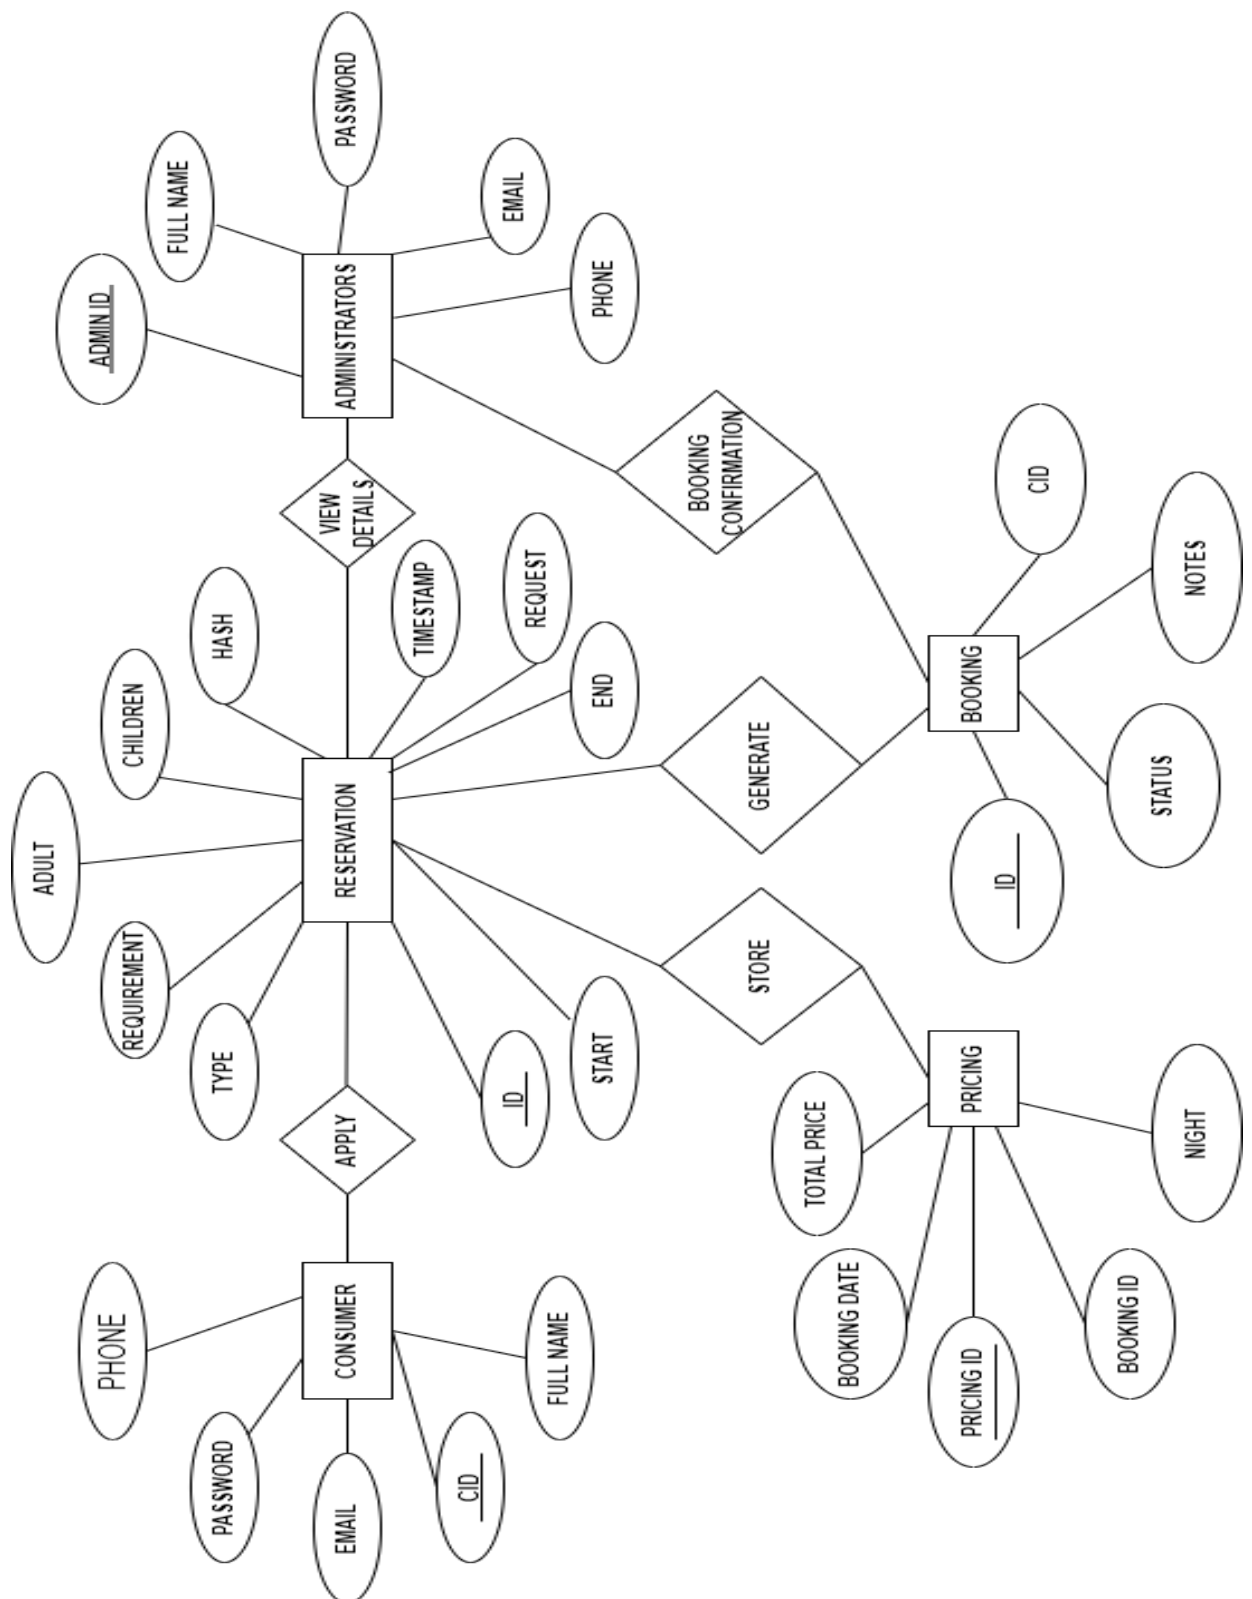 PHONE
PASSWORD
EMAIL
CID
FULL NAME
CONSUMER
APPLY
ADULT
REQUIREMENT
TYPE
CHILDREN
HASH
RESERVATION
TIMESTAMP
REQUEST
END
ID
START
VIEW
DETAILS
ADMIN ID
FULL NAME
PASSWORD
EMAIL
PHONE
ADMINISTRATORS
STORE
GENERATE
BOOKING
CONFIRMATION
TOTAL PRICE
BOOKING DATE
PRICING ID
BOOKING ID
NIGHT
PRICING
BOOKING
ID
STATUS
NOTES
CID